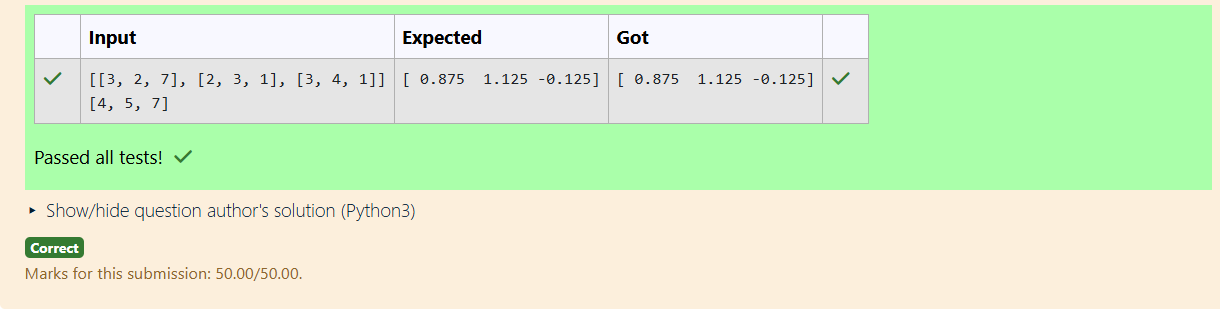 Input Expected Got
[[3, 2, 7], [2, 3, 1], [3, 4, 1]] [ 0.875  1.125 -0.125] [ 0.875  1.125 -0.125]
[4, 5, 7]
Passed all tests!
Show/hide question author's solution (Python3)
Correct
Marks for this submission: 50.00/50.00.